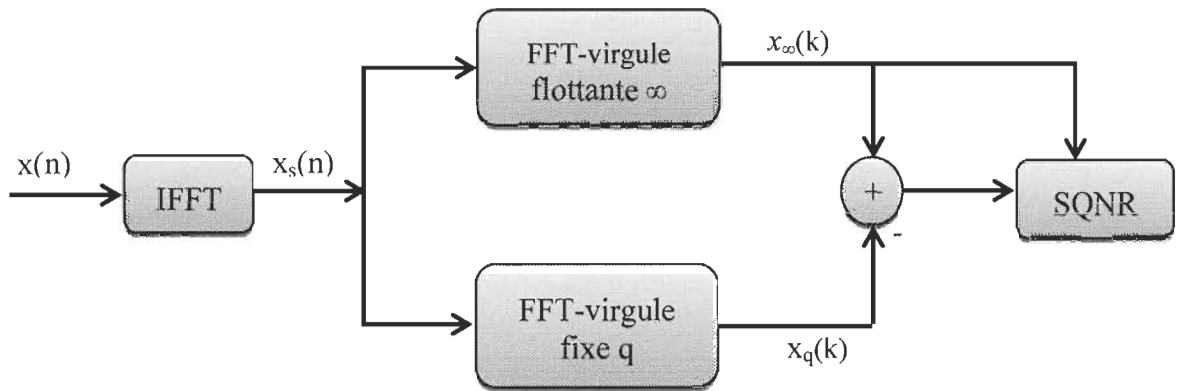 FFT-virgule
flottante ∞
x∞(k)
x(n)
IFFT
xs(n)
+
-
SQNR
FFT-virgule
fixe q
xq(k)